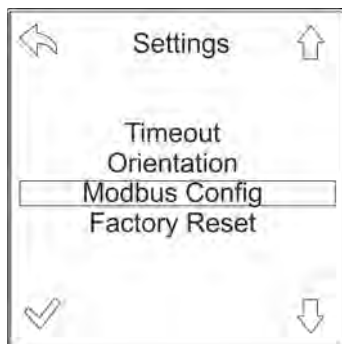 Settings
Timeout
Orientation
Modbus Config
Factory Reset